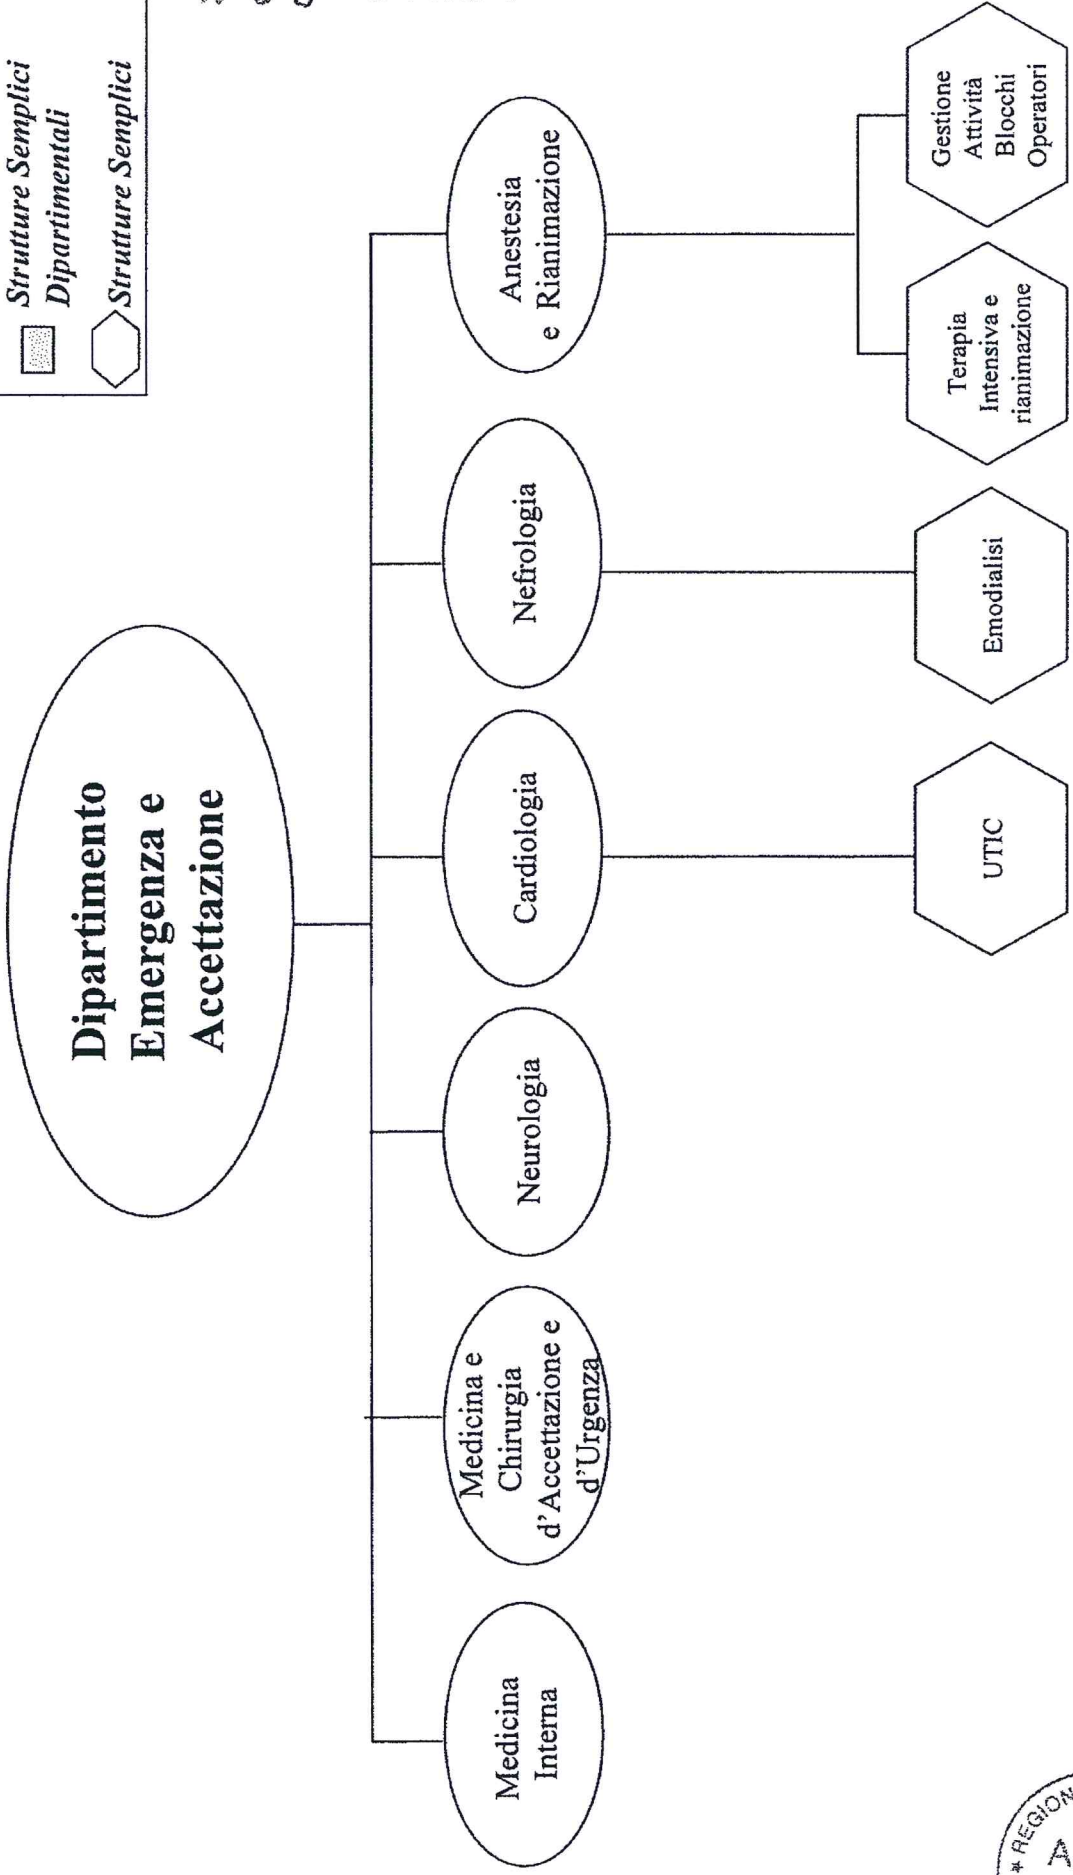 Strutture Semplici
Dipartimentali
Strutture Semplici
Dipartimento
Emergenza e
Accettazione
Medicina
Interna
Medicina e
Chirurgia
d'Accettazione e
d'Urgenza
Neurologia
Cardiologia
Nefrologia
Anestesia
e Rianimazione
UTIC
Emodialisi
Terapia
Intensiva e
rianimazione
Gestione
Attività
Blocchi
Operatori
* REGION